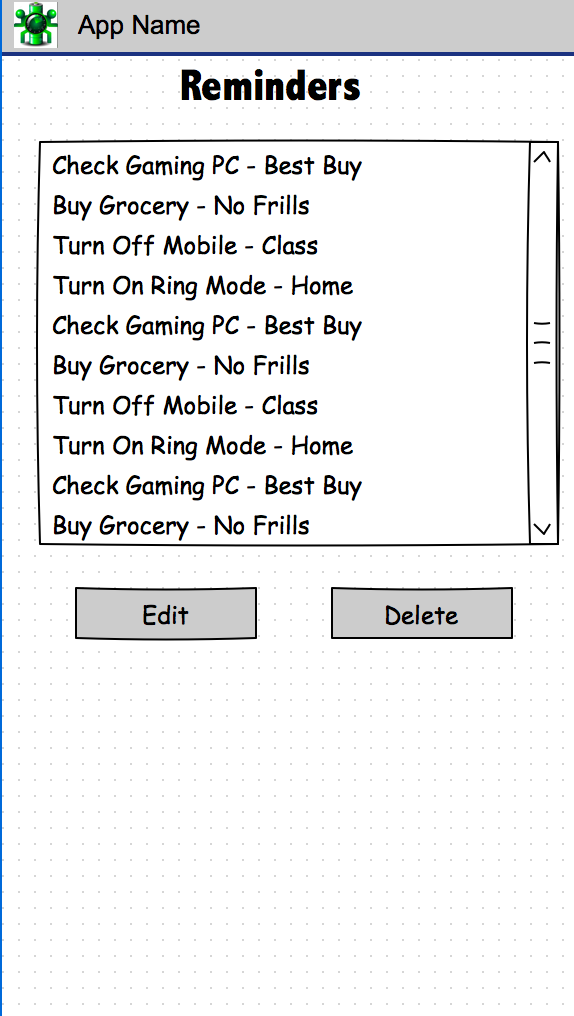 App Name
Reminders
Check Gaming PC - Best Buy
Buy Grocery - No Frills
Turn Off Mobile - Class
Turn On Ring Mode - Home
Check Gaming PC - Best Buy
Buy Grocery - No Frills
Turn Off Mobile - Class
Turn On Ring Mode - Home
Check Gaming PC - Best Buy
Buy Grocery - No Frills
Edit
Delete